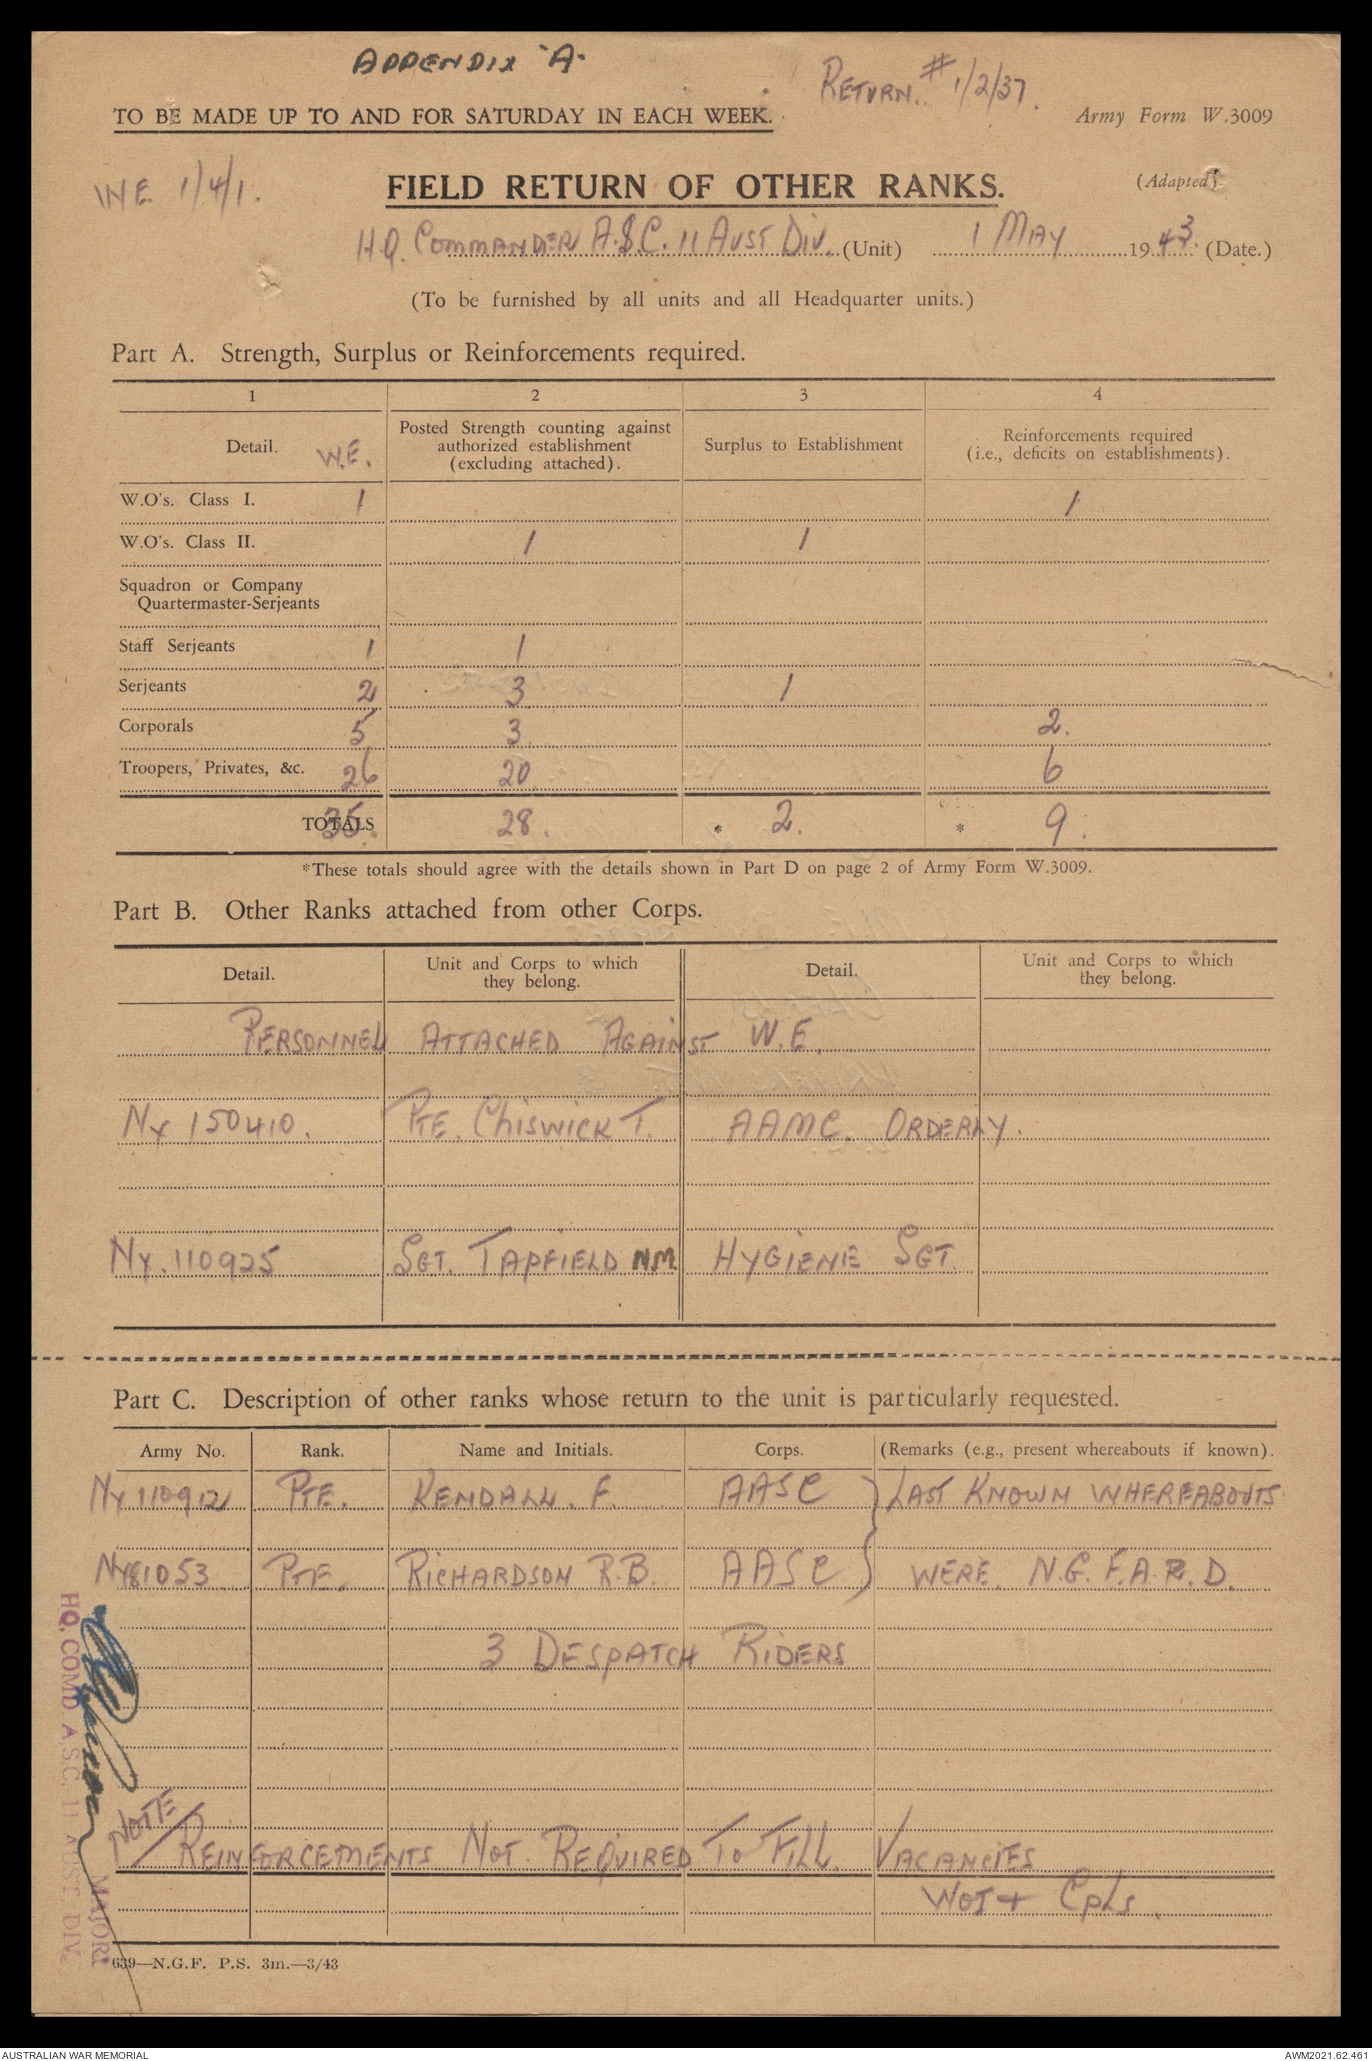 APPENDIX "A"
RETURN # 1/2/37.
TO BE MADE UP TO AND FOR SATURDAY IN EACH WEEK.
Army Form W.3009
W.E. 1/4/1.
FIELD RETURN OF OTHER RANKS.
(Adapted)
H.Q. COMMANDER A.S.C. 11 AUST DIV. (Unit) 1 MAY 1943. (Date.)
(To be furnished by all units and all Headquarter units.)
Part A. Strength, Surplus or Reinforcements required.
1 2 3 4
Detail. W.E.
Posted Strength counting against
authorized establishment
(excluding attached).
Surplus to Establishment
Reinforcements required
(i.e., deficits on establishments).
W.O's. Class I. 1 1
W.O's. Class II. 1 1
Squadron or Company
Quartermaster-Serjeants
Staff Serjeants 1 1
Serjeants 2 3 1
Corporals 5 3 2.
Troopers, Privates, &c. 26 20 6
TOTALS 35. 28. * 2. * 9.
*These totals should agree with the details shown in Part D on page 2 of Army Form W.3009.
Part B. Other Ranks attached from other Corps.
Detail.
Unit and Corps to which
they belong.
Detail.
Unit and Corps to which
they belong.
PERSONNEL ATTACHED AGAINST W.E.
NX 150410. PTE. CHISWICK T. AAMC. ORDERLY.
NX.110925 SGT. TAPFIELD NM HYGIENE SGT.
Part C. Description of other ranks whose return to the unit is particularly requested.
Army No. Rank. Name and Initials. Corps. (Remarks (e.g., present whereabouts if known).
NX 110912 PTE. KENDALL. F. AASC } LAST KNOWN WHEREABOUTS
NX81053 PTE. RICHARDSON R.B. AASC WERE. N.G.F.A.R.D.
3 DESPATCH RIDERS
NOTE/ REINFORCEMENTS NOT REQUIRED TO FILL VACANCIES
WOI + CPLS.
MAJOR
HQ. COMD. A.S.C. 11 AUST. DIV.
639—N.G.F. P.S. 3m.—3/43
AUSTRALIAN WAR MEMORIAL
AWM2021.62.461